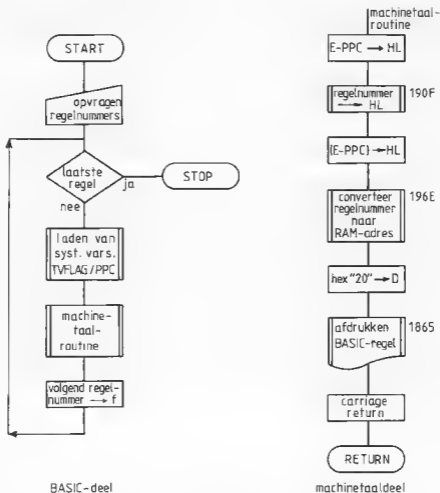 START
opvragen
regelnummers
laatste
regel
ja
STOP
nee
laden van
syst. vars.
TVFLAG/PPC
machine-
taal-
routine
volgend regel-
nummer → f
BASIC-deel
machinetaal-
routine
E-PPC → HL
regelnummer
→ HL
190F
(E-PPC) → HL
converteer
regelnummer
naar
RAM-adres
196E
hex "20" → D
afdrukken
BASIC-regel
1865
carriage
return
RETURN
machinetaaldeel